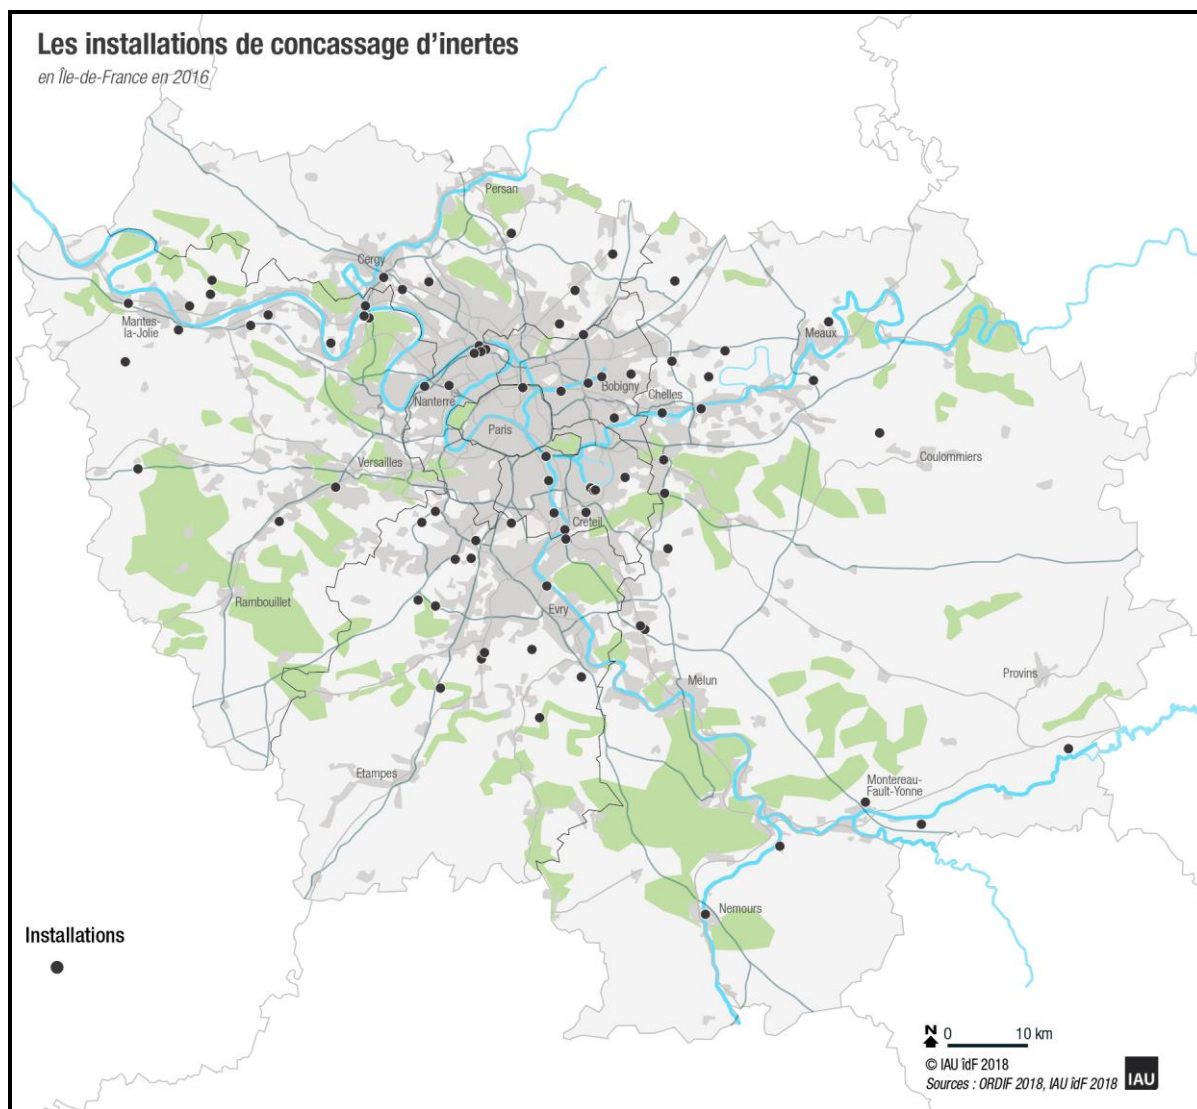 Les installations de concassage d'inertes
en Île-de-France en 2016
Persan
Cergy
Mantes-
la-Jolie
Meaux
Bobigny
Nanterre
Chelles
Paris
Coulommiers
Versailles
Créteil
Rambouillet
Evry
Provins
Melun
Etampes
Montereau-
Fault-Yonne
Nemours
Installations
N 0 10 km
© IAU îdF 2018
Sources : ORDIF 2018, IAU îdF 2018
IAU